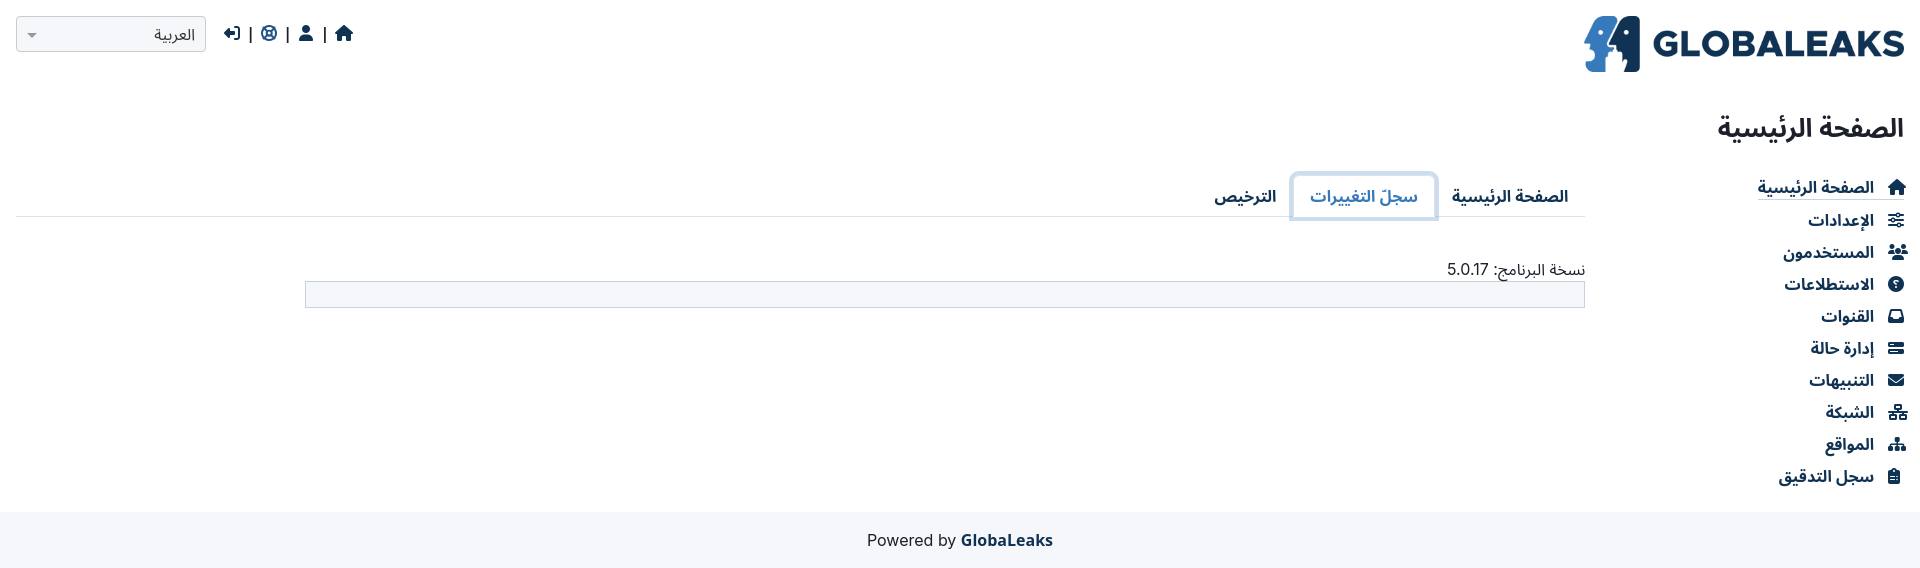 GLOBALEAKS
العربية
الصفحة الرئيسية
الصفحة الرئيسية
الإعدادات
المستخدمون
الاستطلاعات
القنوات
إدارة حالة
التنبيهات
الشبكة
المواقع
سجل التدقيق
الصفحة الرئيسية
سجلّ التغييرات
الترخيص
نسخة البرنامج: 5.0.17
Powered by GlobaLeaks